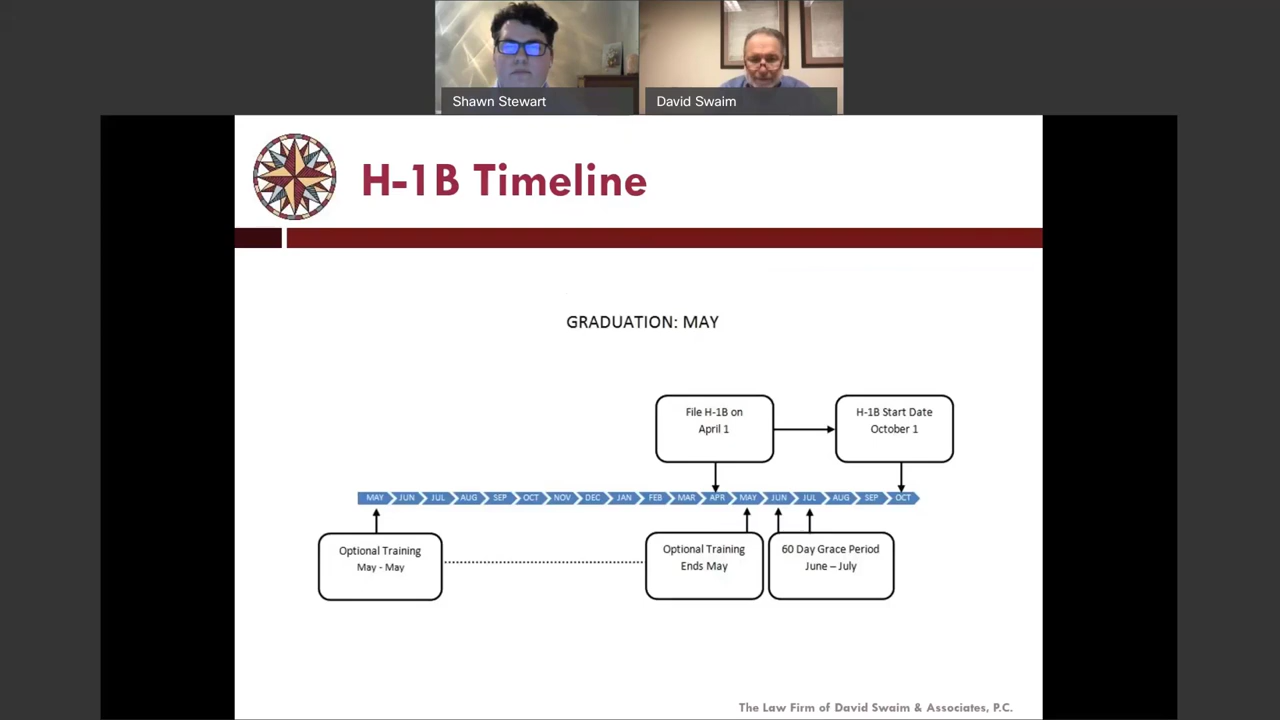 Shawn Stewart
David Swaim
H-1B Timeline
GRADUATION: MAY
File H-1B on
April 1
H-1B Start Date
October 1
MAY JUN JUL AUG SEP OCT NOV DEC JAN FEB MAR APR MAY JUN JUL AUG SEP OCT
Optional Training
May - May
Optional Training
Ends May
60 Day Grace Period
June – July
The Law Firm of David Swaim & Associates, P.C.